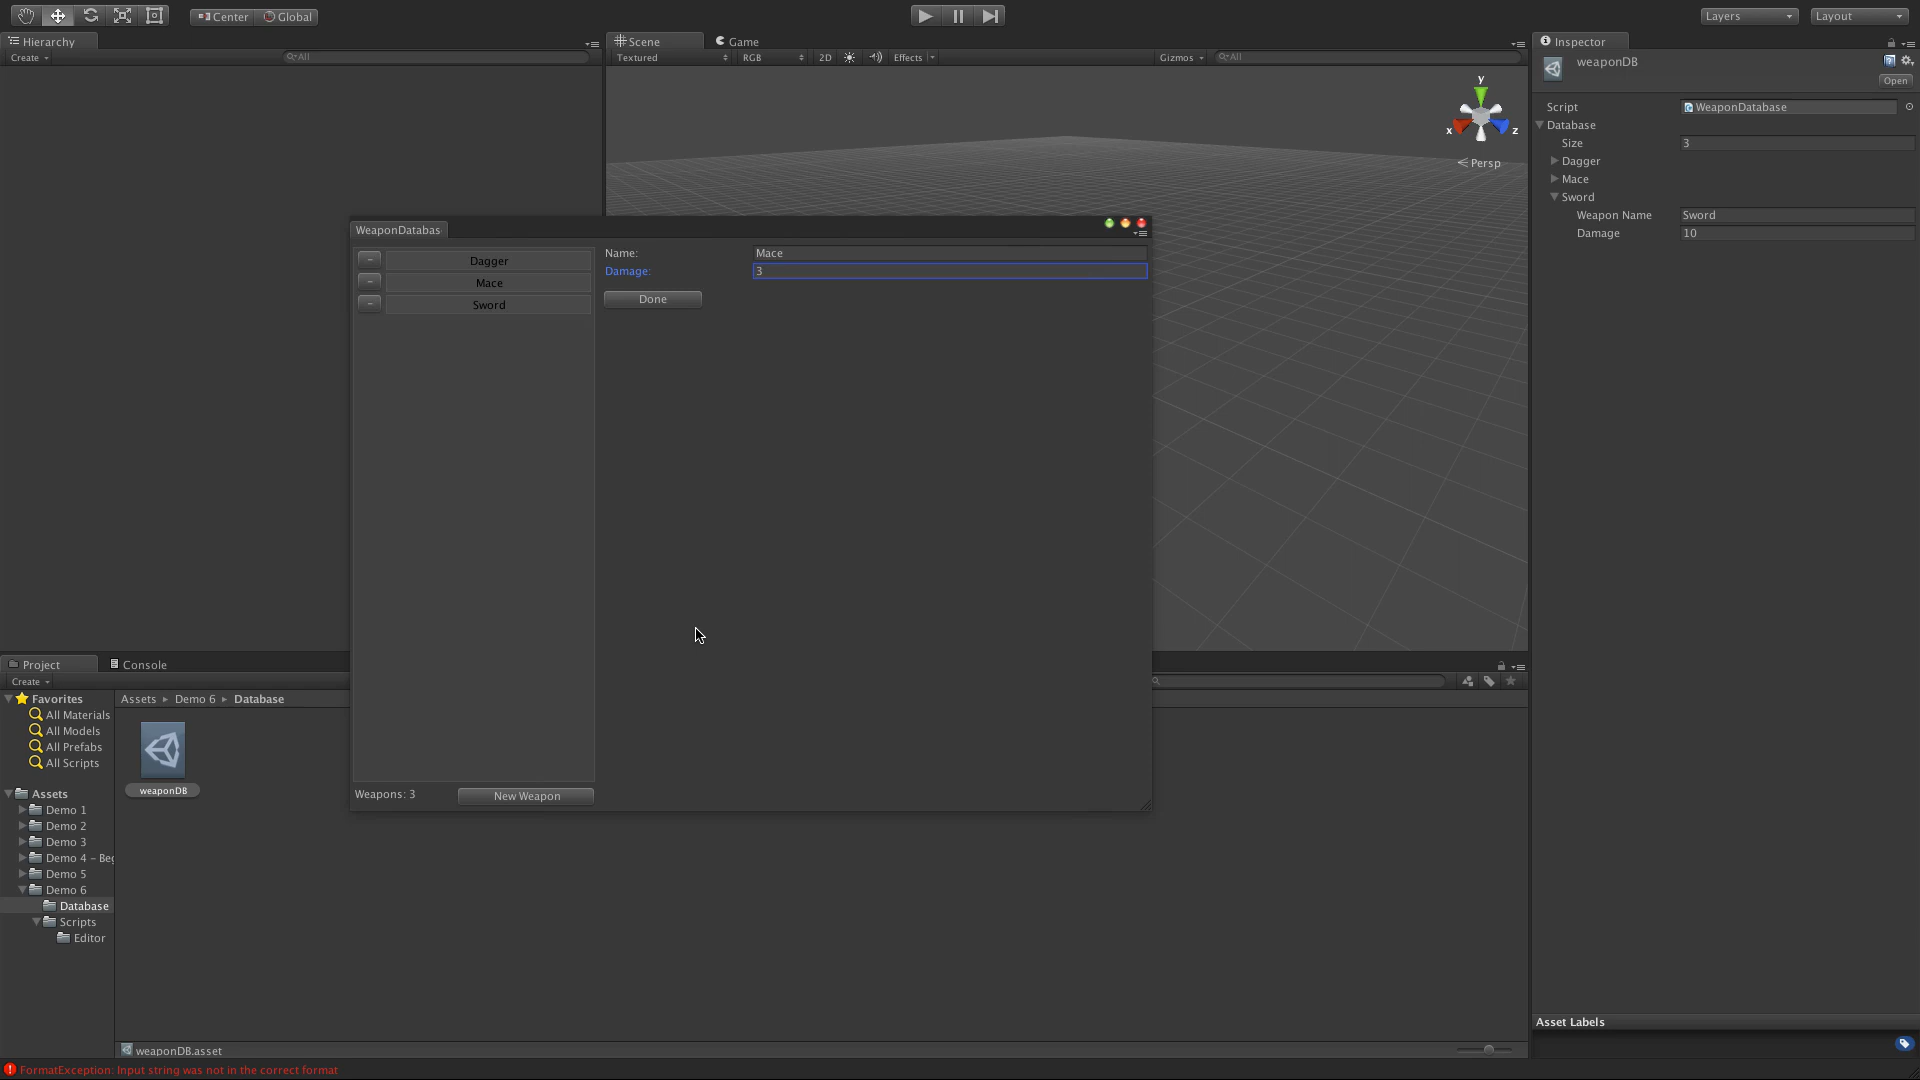 Center Global
Layers Layout
Hierarchy
Create All
Scene Game
Textured RGB 2D Effects Gizmos All
y
x z
Persp
Inspector
weaponDB
Open
Script WeaponDatabase
Database
Size 3
Dagger
Mace
Sword
Weapon Name Sword
Damage 10
WeaponDatabas
- Dagger
- Mace
- Sword
Name: Mace
Damage: 3
Done
Weapons: 3 New Weapon
Project Console
Create
Favorites
All Materials
All Models
All Prefabs
All Scripts
Assets
Demo 1
Demo 2
Demo 3
Demo 4 - Beg
Demo 5
Demo 6
Database
Scripts
Editor
Assets Demo 6 Database
weaponDB
weaponDB.asset
Asset Labels
FormatException: Input string was not in the correct format